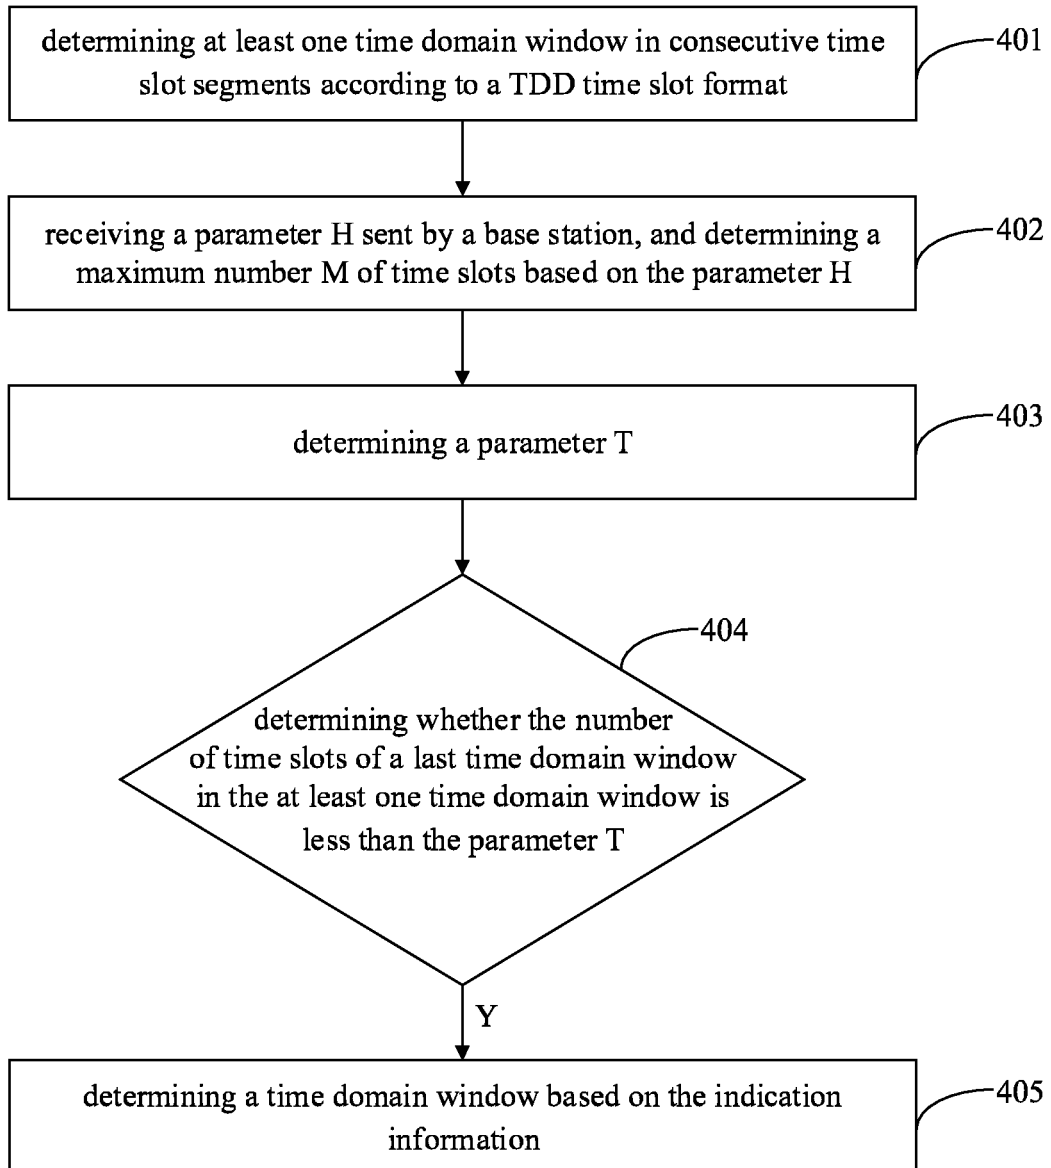 determining at least one time domain window in consecutive time
slot segments according to a TDD time slot format
401
receiving a parameter H sent by a base station, and determining a
maximum number M of time slots based on the parameter H
402
determining a parameter T
403
404
determining whether the number
of time slots of a last time domain window
in the at least one time domain window is
less than the parameter T
Y
determining a time domain window based on the indication
information
405